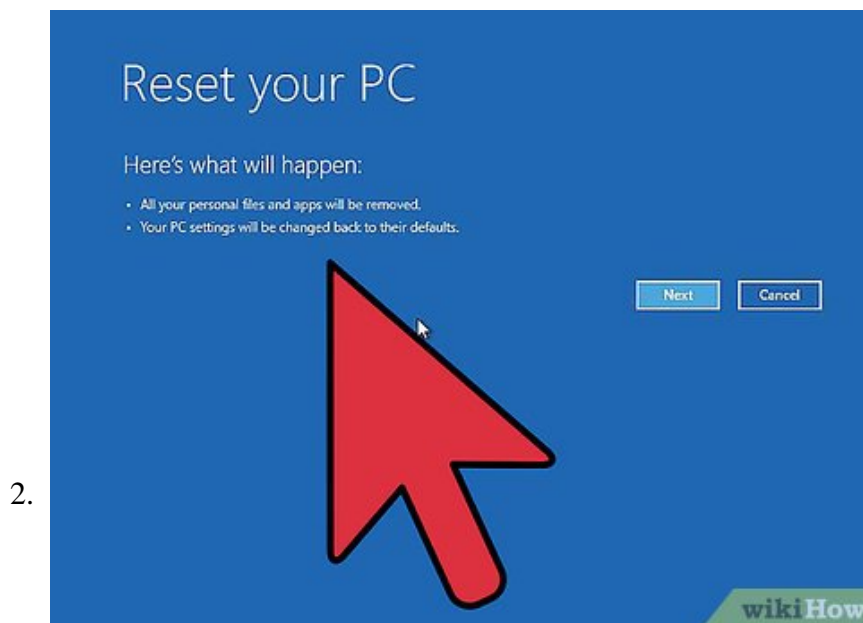 Reset your PC
Here's what will happen:
• All your personal files and apps will be removed.
• Your PC settings will be changed back to their defaults.
Next Cancel
2.
wikiHow